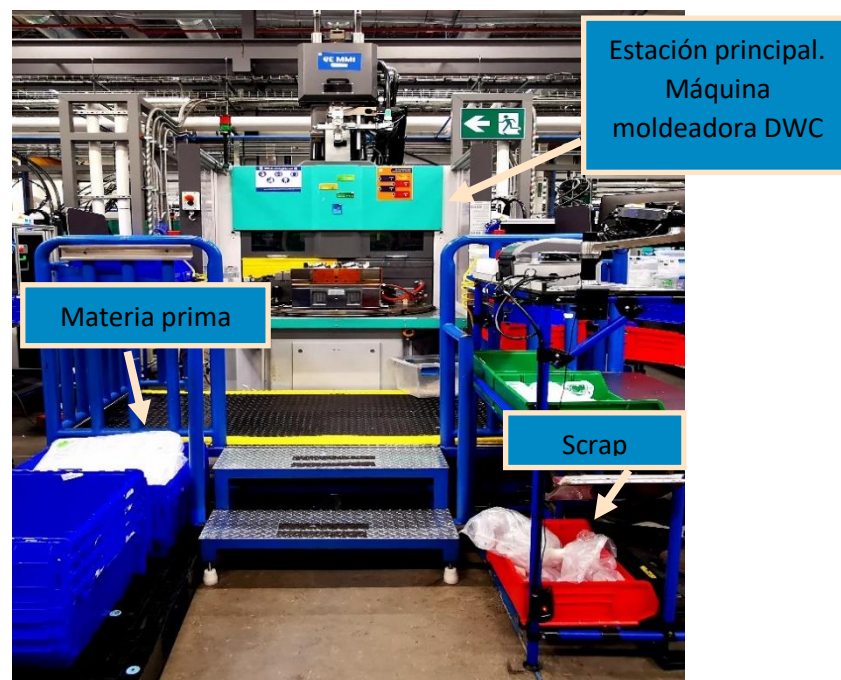 Estación principal.
Máquina
moldeadora DWC
Materia prima
Scrap